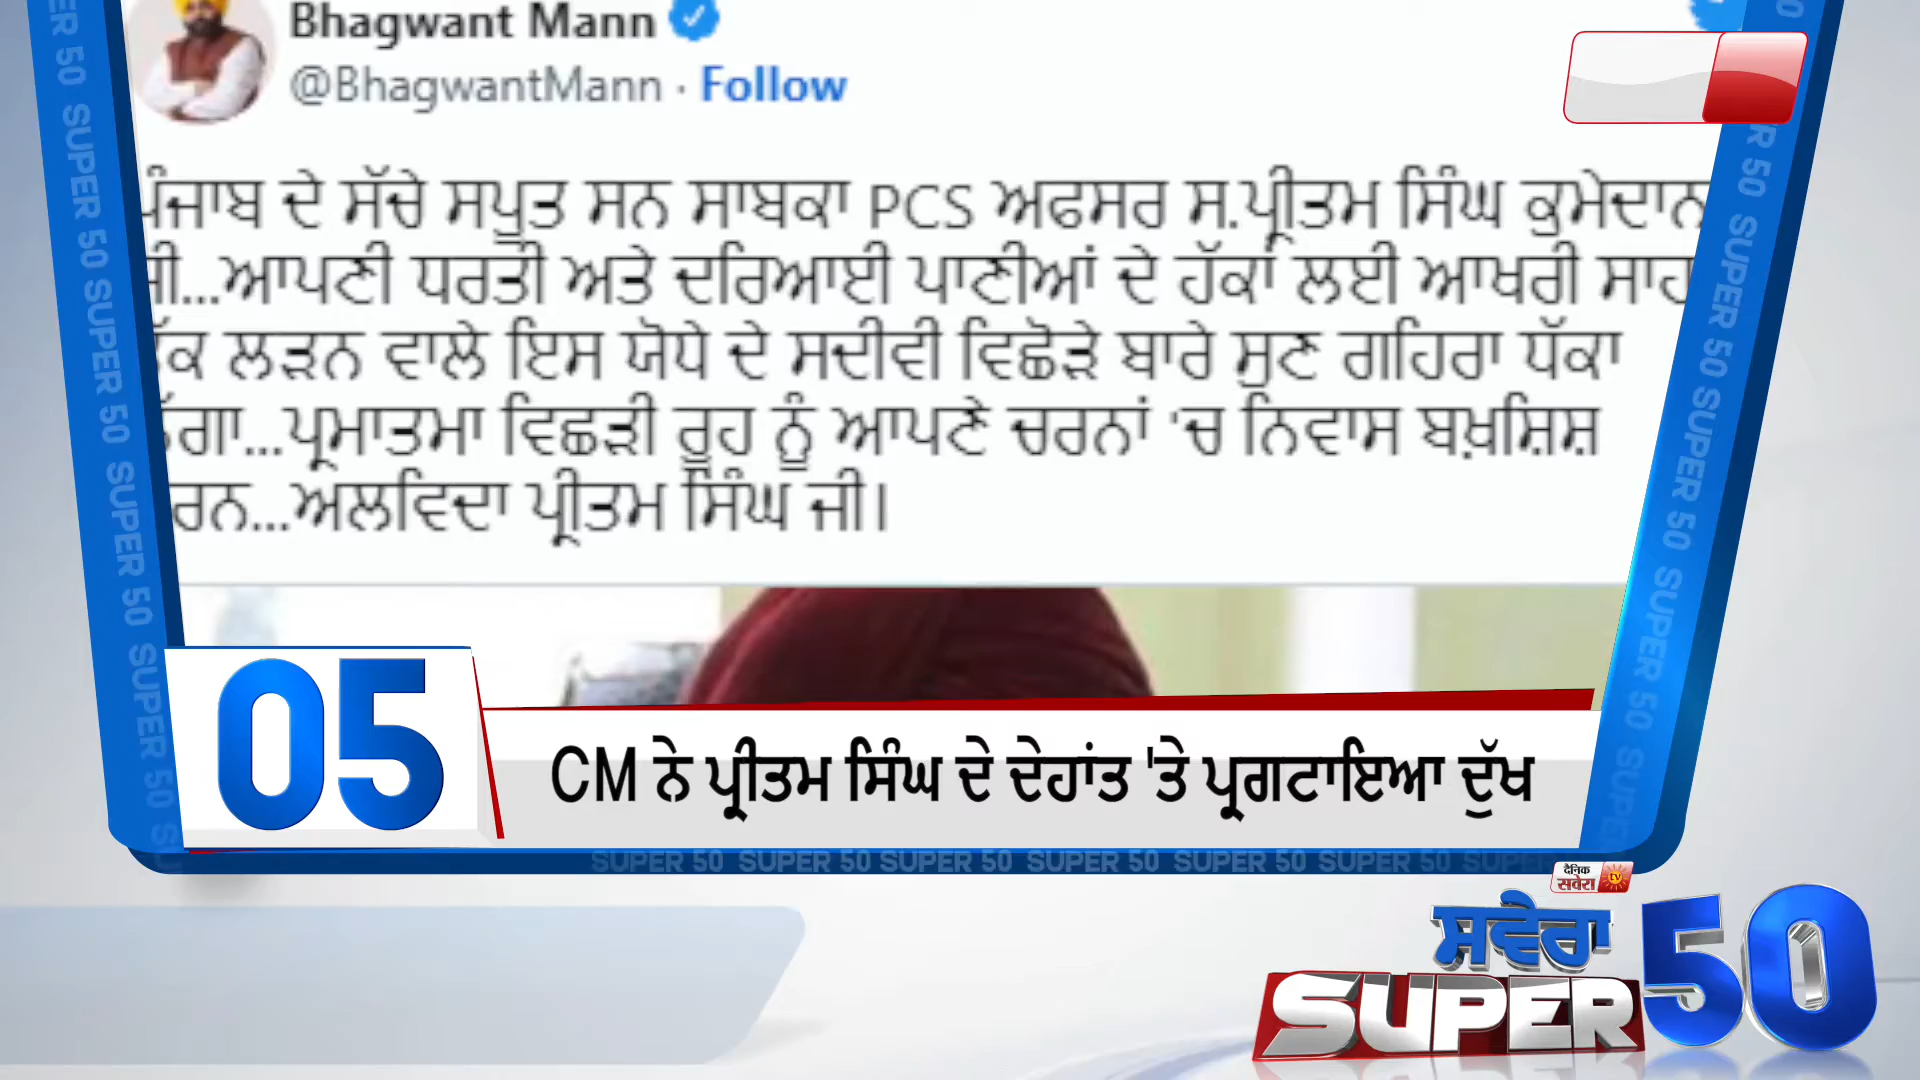 Bhagwant Mann
@BhagwantMann · Follow
ਪੰਜਾਬ ਦੇ ਸੱਚੇ ਸਪੂਤ ਸਨ ਸਾਬਕਾ PCS ਅਫਸਰ ਸ.ਪ੍ਰੀਤਮ ਸਿੰਘ ਕੁਮੇਦਾਨ
ਜੀ...ਆਪਣੀ ਧਰਤੀ ਅਤੇ ਦਰਿਆਈ ਪਾਣੀਆਂ ਦੇ ਹੱਕਾਂ ਲਈ ਆਖਰੀ ਸਾਹ
ਤੱਕ ਲੜਨ ਵਾਲੇ ਇਸ ਯੋਧੇ ਦੇ ਸਦੀਵੀ ਵਿਛੋੜੇ ਬਾਰੇ ਸੁਣ ਗਹਿਰਾ ਧੱਕਾ
ਲੱਗਾ...ਪ੍ਰਮਾਤਮਾ ਵਿਛੜੀ ਰੂਹ ਨੂੰ ਆਪਣੇ ਚਰਨਾਂ 'ਚ ਨਿਵਾਸ ਬਖ਼ਸ਼ਿਸ਼
ਕਰਨ...ਅਲਵਿਦਾ ਪ੍ਰੀਤਮ ਸਿੰਘ ਜੀ।
05
CM ਨੇ ਪ੍ਰੀਤਮ ਸਿੰਘ ਦੇ ਦੇਹਾਂਤ 'ਤੇ ਪ੍ਰਗਟਾਇਆ ਦੁੱਖ
SUPER 50 SUPER 50 SUPER 50 SUPER 50 SUPER 50 SUPER 50
दैनिक
सवेरा tv
ਸਵੇਰਾ
SUPER 50